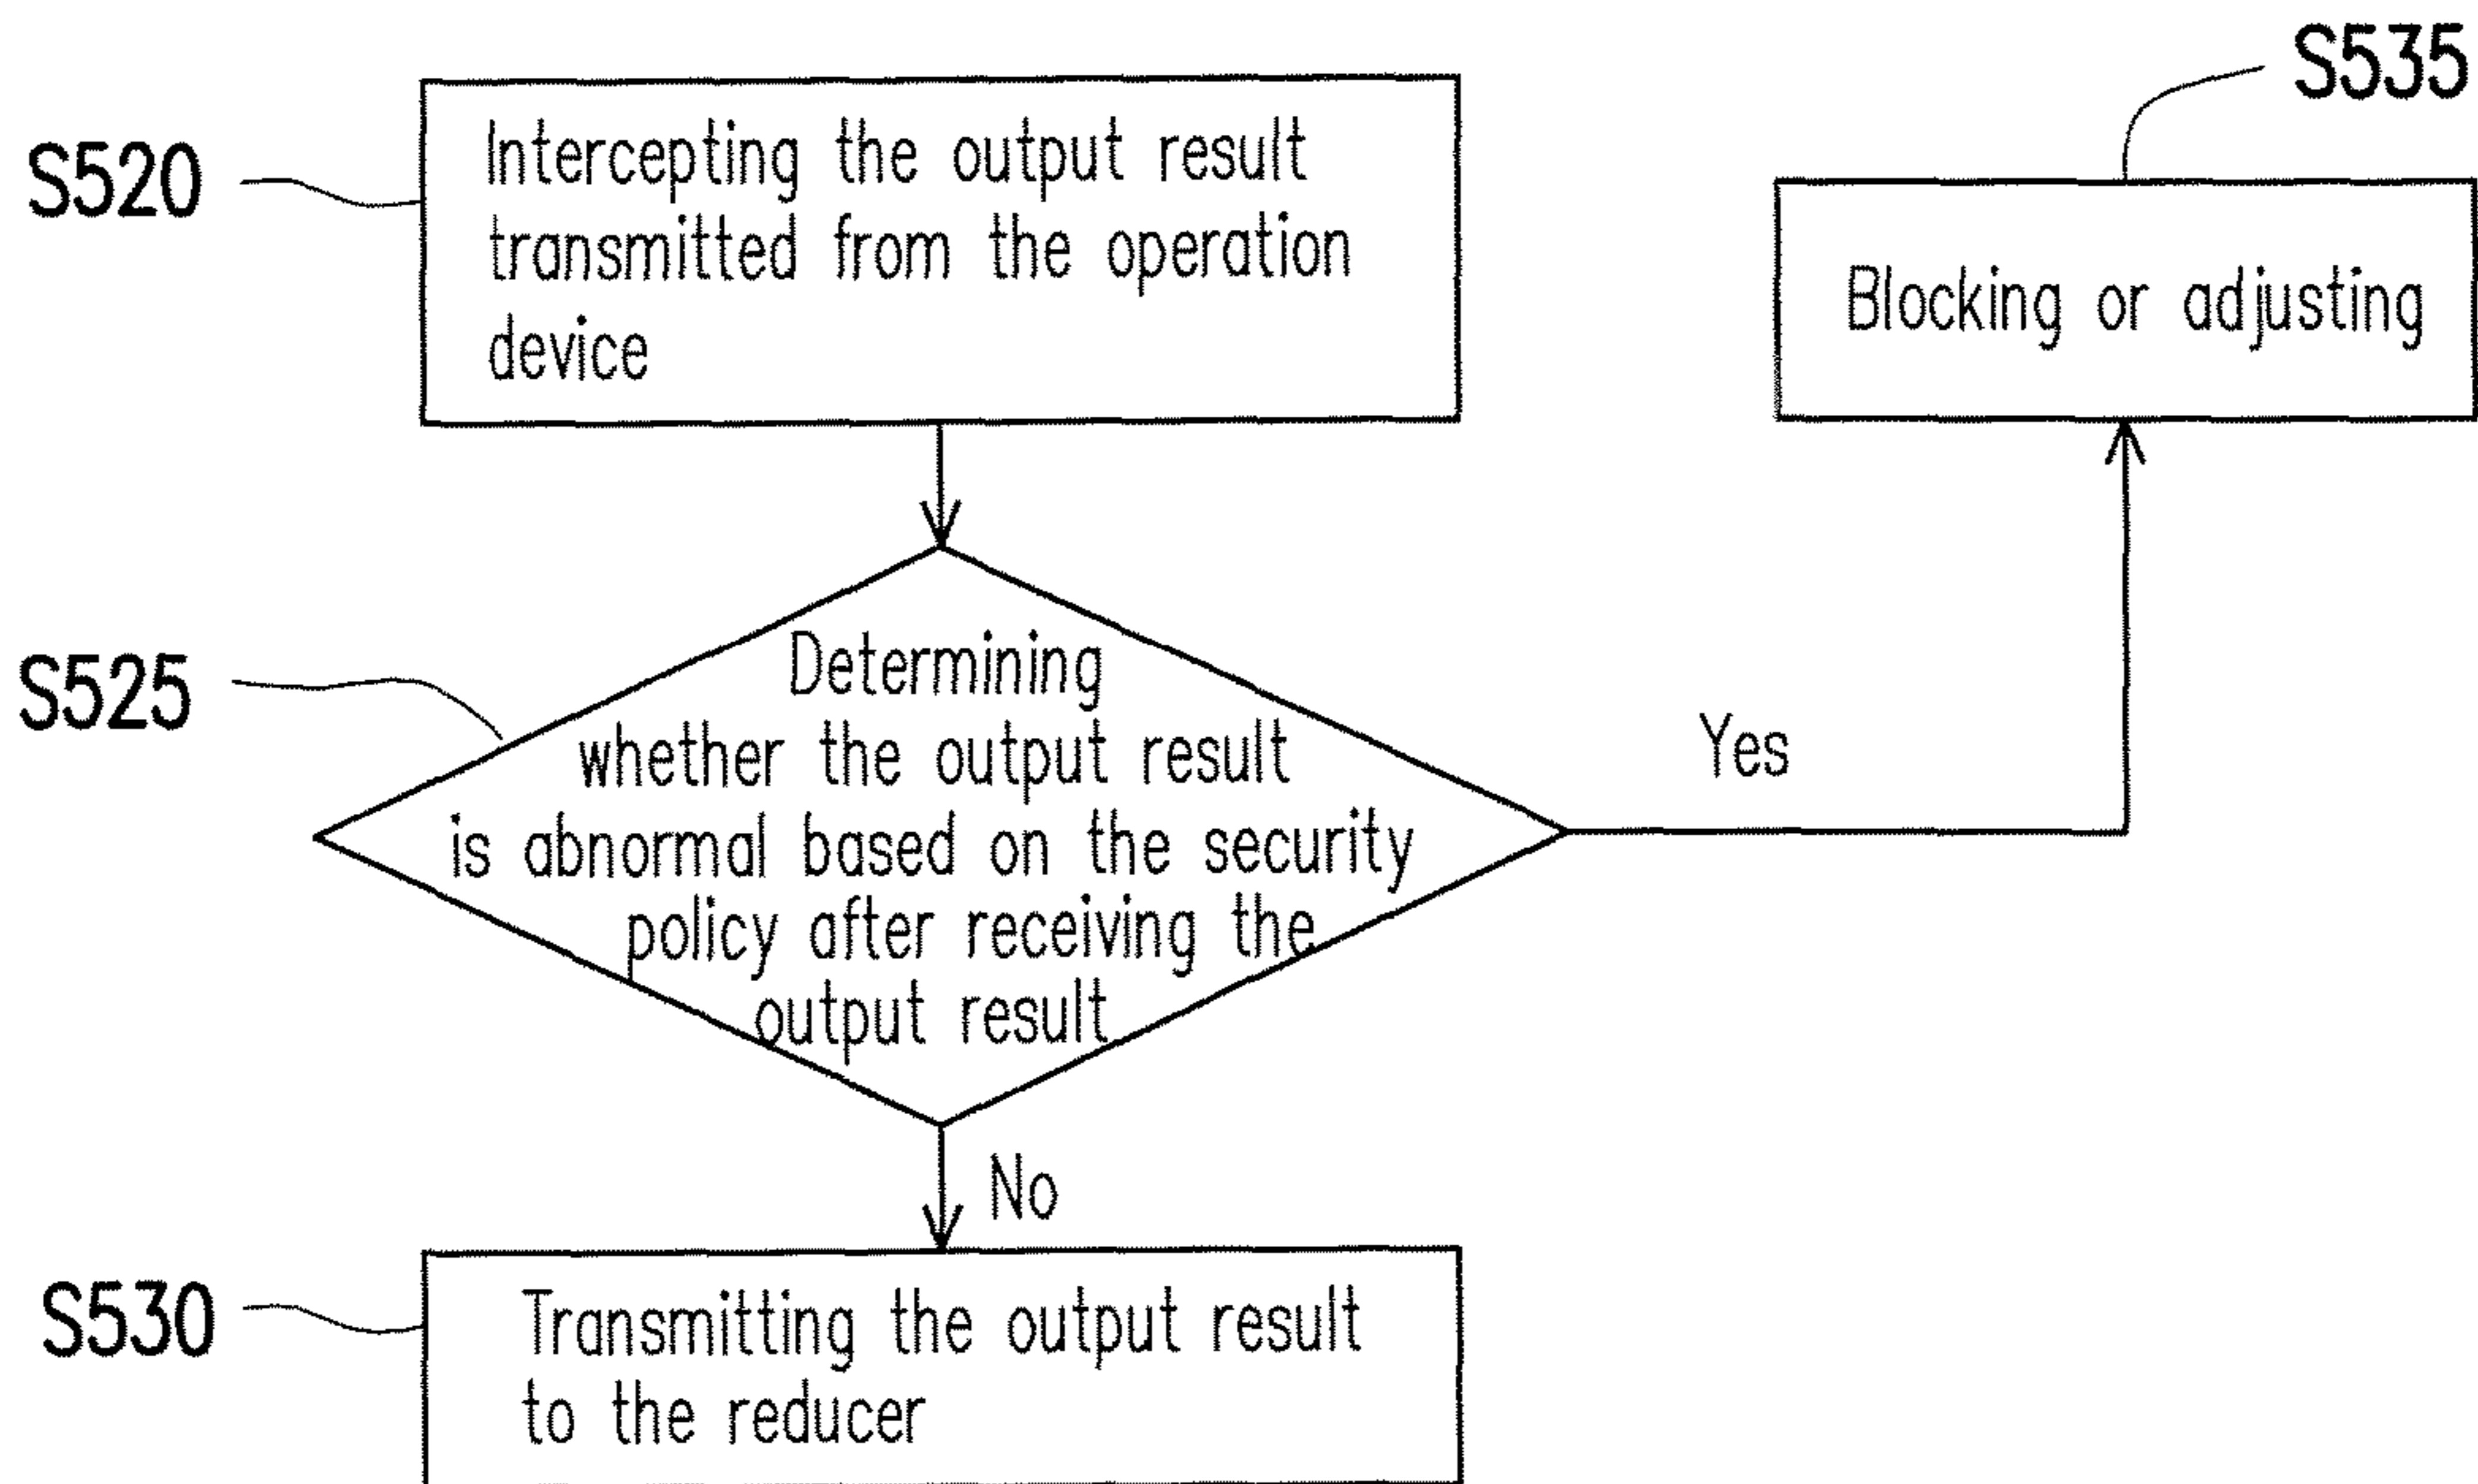 S535
S520
Intercepting the output result
transmitted from the operation
device
Blocking or adjusting
S525
Determining
whether the output result
is abnormal based on the security
policy after receiving the
output result
Yes
No
S530
Transmitting the output result
to the reducer